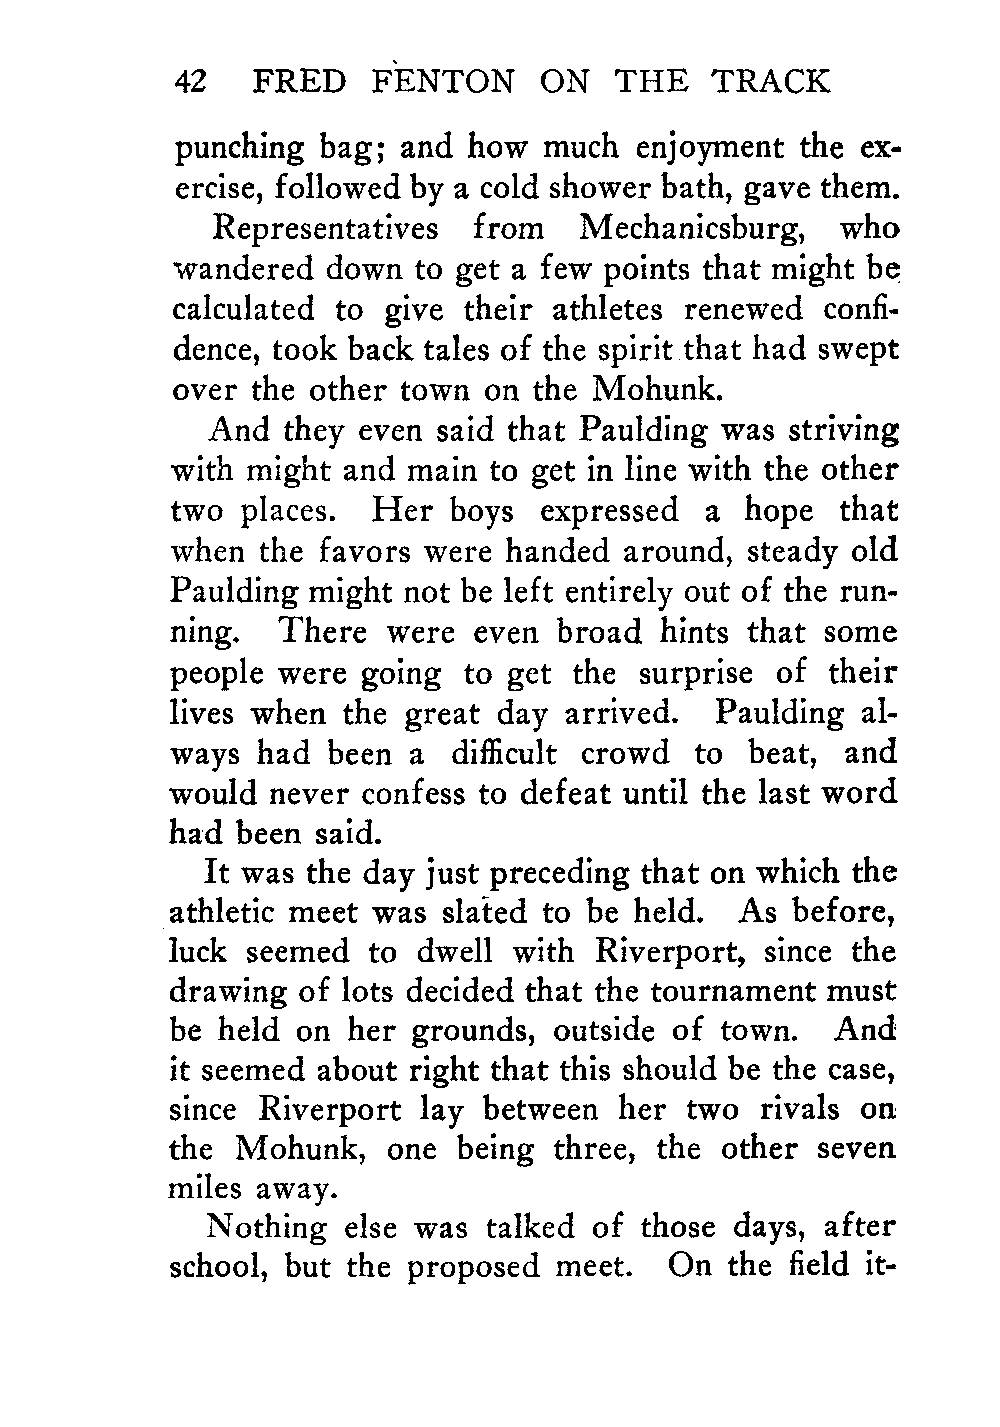 42 FRED FENTON ON THE TRACK
punching bag; and how much enjoyment the ex-
ercise, followed by a cold shower bath, gave them.
Representatives from Mechanicsburg, who
wandered down to get a few points that might be
calculated to give their athletes renewed confi-
dence, took back tales of the spirit that had swept
over the other town on the Mohunk.
And they even said that Paulding was striving
with might and main to get in line with the other
two places. Her boys expressed a hope that
when the favors were handed around, steady old
Paulding might not be left entirely out of the run-
ning. There were even broad hints that some
people were going to get the surprise of their
lives when the great day arrived. Paulding al-
ways had been a difficult crowd to beat, and
would never confess to defeat until the last word
had been said.
It was the day just preceding that on which the
athletic meet was slated to be held. As before,
luck seemed to dwell with Riverport, since the
drawing of lots decided that the tournament must
be held on her grounds, outside of town. And
it seemed about right that this should be the case,
since Riverport lay between her two rivals on
the Mohunk, one being three, the other seven
miles away.
Nothing else was talked of those days, after
school, but the proposed meet. On the field it-